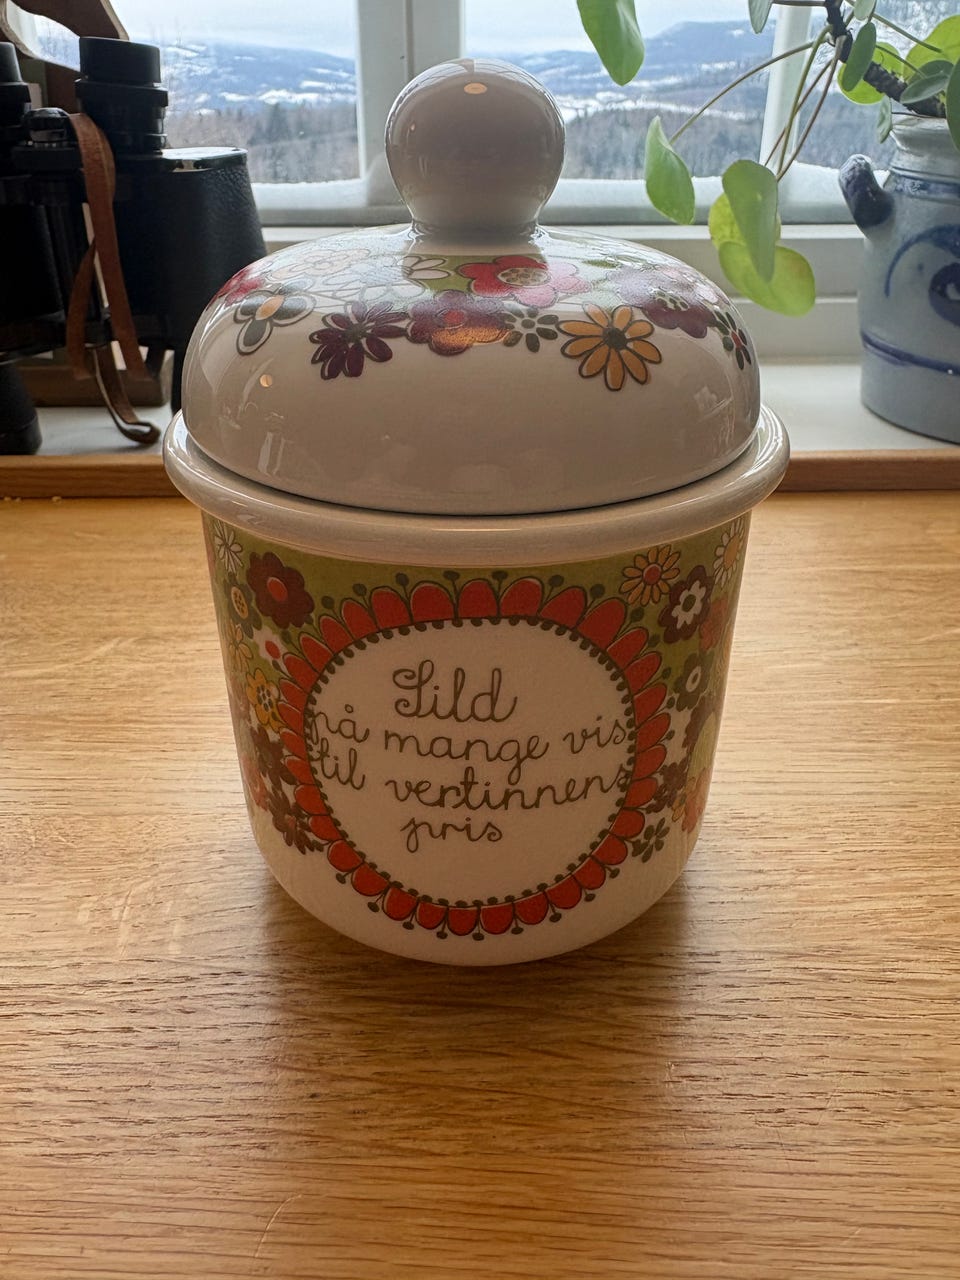 Sild
på mange vis
til vertinnens
pris